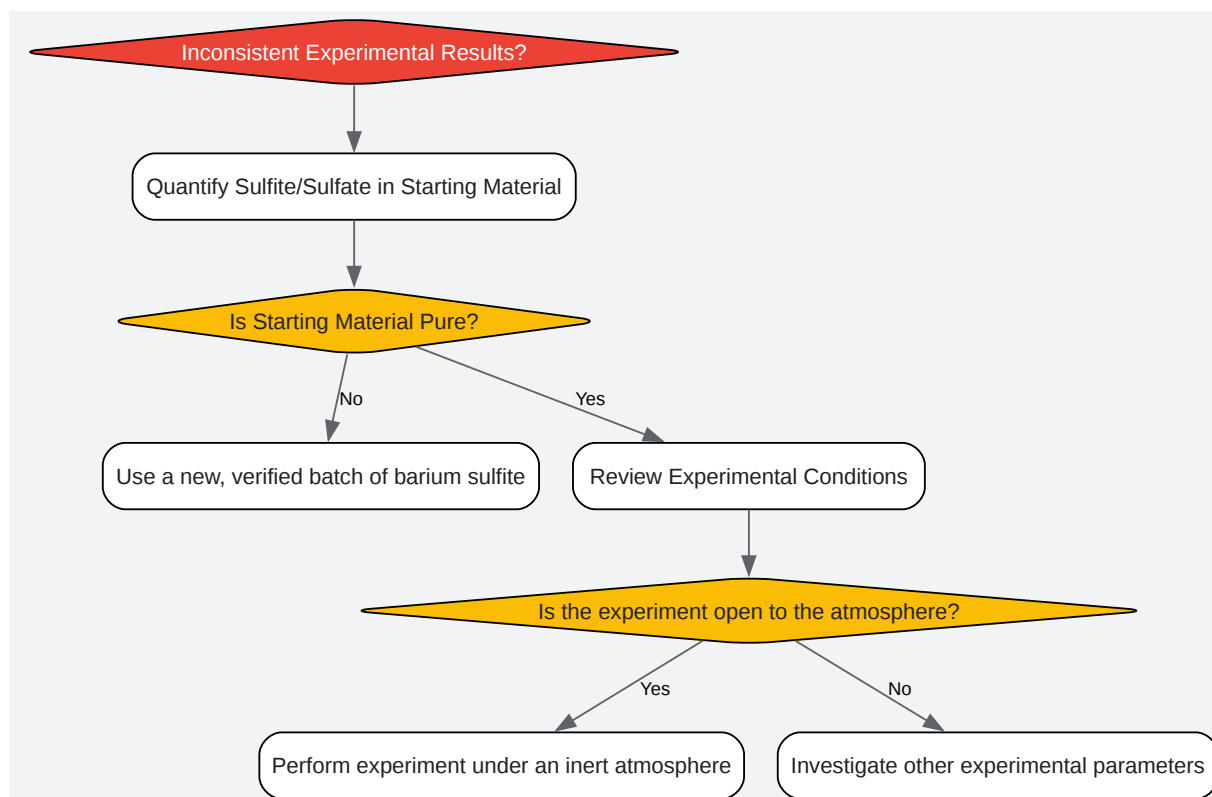 Inconsistent Experimental Results?
Quantify Sulfite/Sulfate in Starting Material
Is Starting Material Pure?
No
Yes
Use a new, verified batch of barium sulfite
Review Experimental Conditions
Is the experiment open to the atmosphere?
Yes
No
Perform experiment under an inert atmosphere
Investigate other experimental parameters